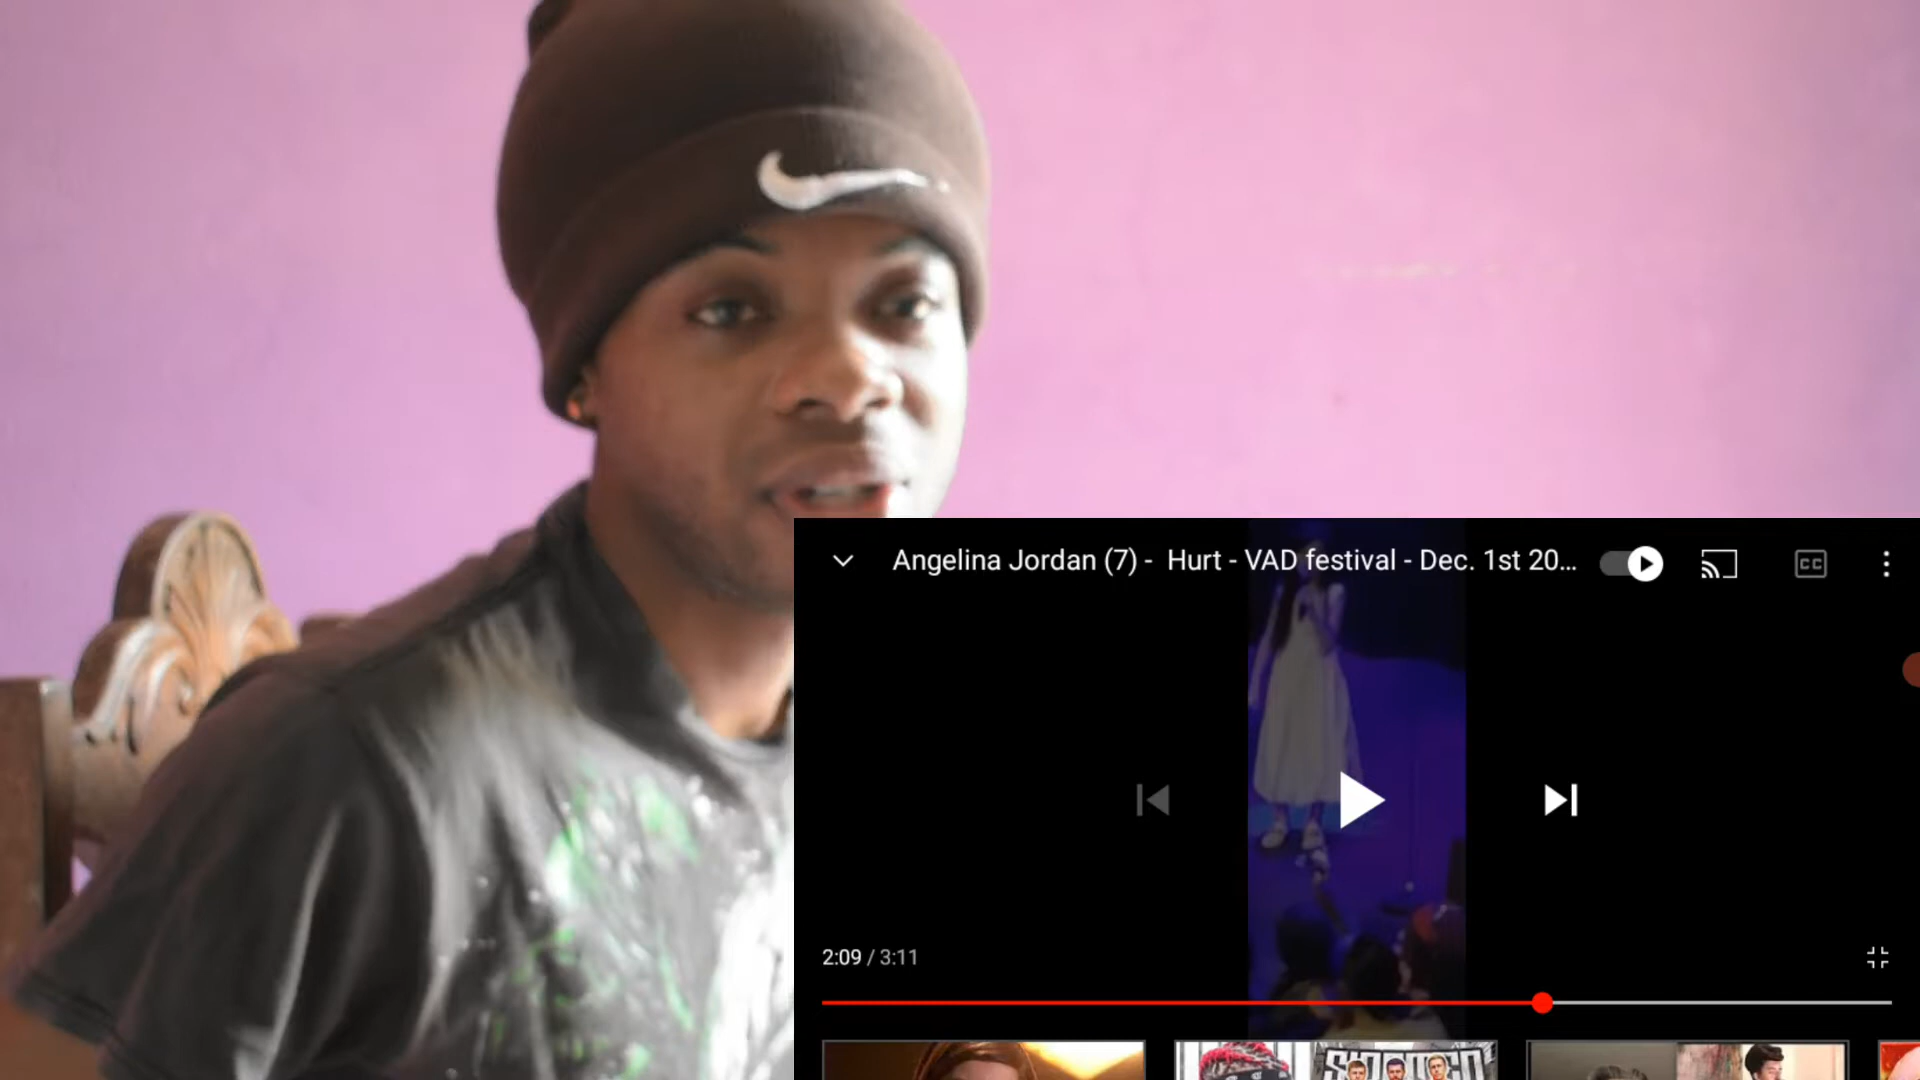 Angelina Jordan (7) - Hurt - VAD festival - Dec. 1st 20...
CC
2:09 / 3:11